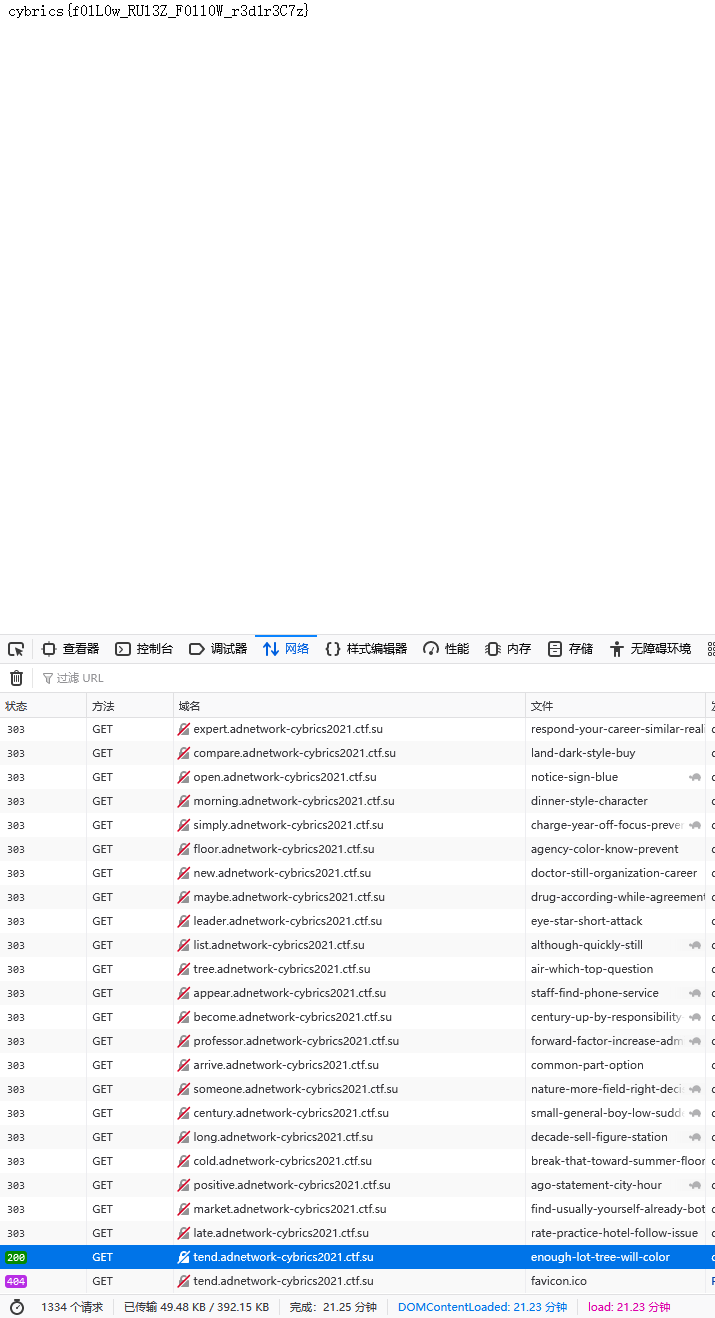 cybrics{f01L0w_RU13Z_F0110W_r3d1r3C7z}
查看器 控制台 调试器 网络 样式编辑器 性能 内存 存储 无障碍环境
过滤 URL
状态 方法 域名 文件
303 GET expert.adnetwork-cybrics2021.ctf.su respond-your-career-similar-reali
303 GET compare.adnetwork-cybrics2021.ctf.su land-dark-style-buy
303 GET open.adnetwork-cybrics2021.ctf.su notice-sign-blue
303 GET morning.adnetwork-cybrics2021.ctf.su dinner-style-character
303 GET simply.adnetwork-cybrics2021.ctf.su charge-year-off-focus-preven
303 GET floor.adnetwork-cybrics2021.ctf.su agency-color-know-prevent
303 GET new.adnetwork-cybrics2021.ctf.su doctor-still-organization-career
303 GET maybe.adnetwork-cybrics2021.ctf.su drug-according-while-agreement
303 GET leader.adnetwork-cybrics2021.ctf.su eye-star-short-attack
303 GET list.adnetwork-cybrics2021.ctf.su although-quickly-still
303 GET tree.adnetwork-cybrics2021.ctf.su air-which-top-question
303 GET appear.adnetwork-cybrics2021.ctf.su staff-find-phone-service
303 GET become.adnetwork-cybrics2021.ctf.su century-up-by-responsibility-
303 GET professor.adnetwork-cybrics2021.ctf.su forward-factor-increase-adm
303 GET arrive.adnetwork-cybrics2021.ctf.su common-part-option
303 GET someone.adnetwork-cybrics2021.ctf.su nature-more-field-right-deci
303 GET century.adnetwork-cybrics2021.ctf.su small-general-boy-low-sudd
303 GET long.adnetwork-cybrics2021.ctf.su decade-sell-figure-station
303 GET cold.adnetwork-cybrics2021.ctf.su break-that-toward-summer-floor
303 GET positive.adnetwork-cybrics2021.ctf.su ago-statement-city-hour
303 GET market.adnetwork-cybrics2021.ctf.su find-usually-yourself-already-bot
303 GET late.adnetwork-cybrics2021.ctf.su rate-practice-hotel-follow-issue
200 GET tend.adnetwork-cybrics2021.ctf.su enough-lot-tree-will-color
404 GET tend.adnetwork-cybrics2021.ctf.su favicon.ico
1334 个请求 已传输 49.48 KB / 392.15 KB 完成：21.25 分钟 DOMContentLoaded: 21.23 分钟 load: 21.23 分钟